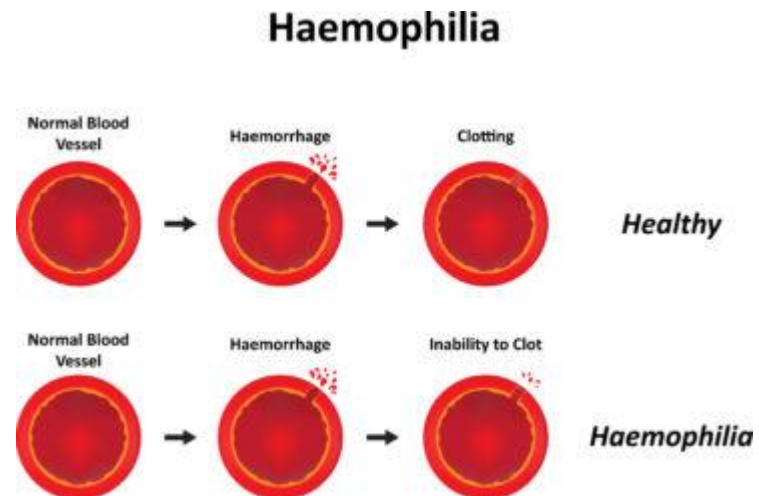 Haemophilia
Normal Blood
Vessel
Haemorrhage
Clotting
Healthy
Normal Blood
Vessel
Haemorrhage
Inability to Clot
Haemophilia